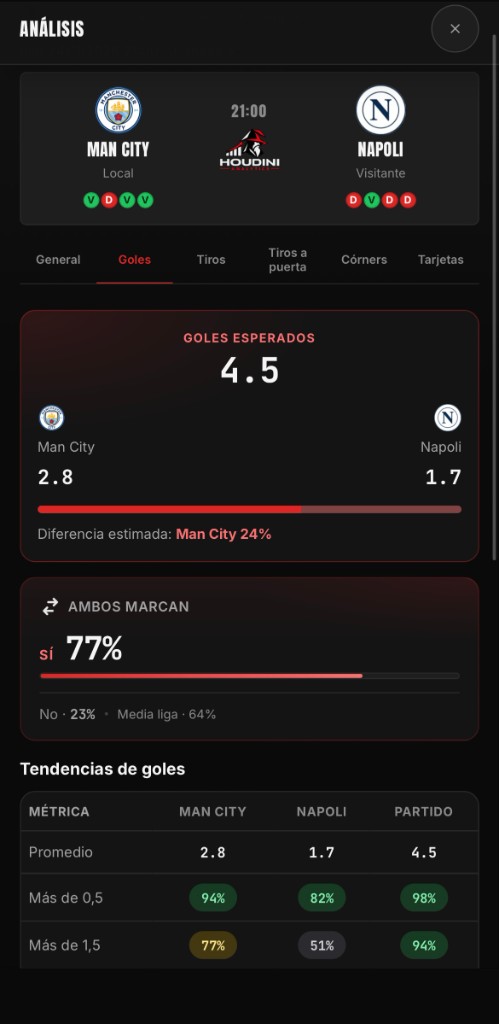 ANÁLISIS
×
MANCHESTER
CITY
21:00
N
HOUDINI
ANALYTICS
MAN CITY
NAPOLI
Local
Visitante
V D V V
D V D D
General
Goles
Tiros
Tiros a
puerta
Córners
Tarjetas
GOLES ESPERADOS
4.5
N
Man City
Napoli
2.8
1.7
Diferencia estimada: Man City 24%
AMBOS MARCAN
SÍ 77%
No · 23% • Media liga · 64%
Tendencias de goles
MÉTRICA MAN CITY NAPOLI PARTIDO
Promedio 2.8 1.7 4.5
Más de 0,5 94% 82% 98%
Más de 1,5 77% 51% 94%